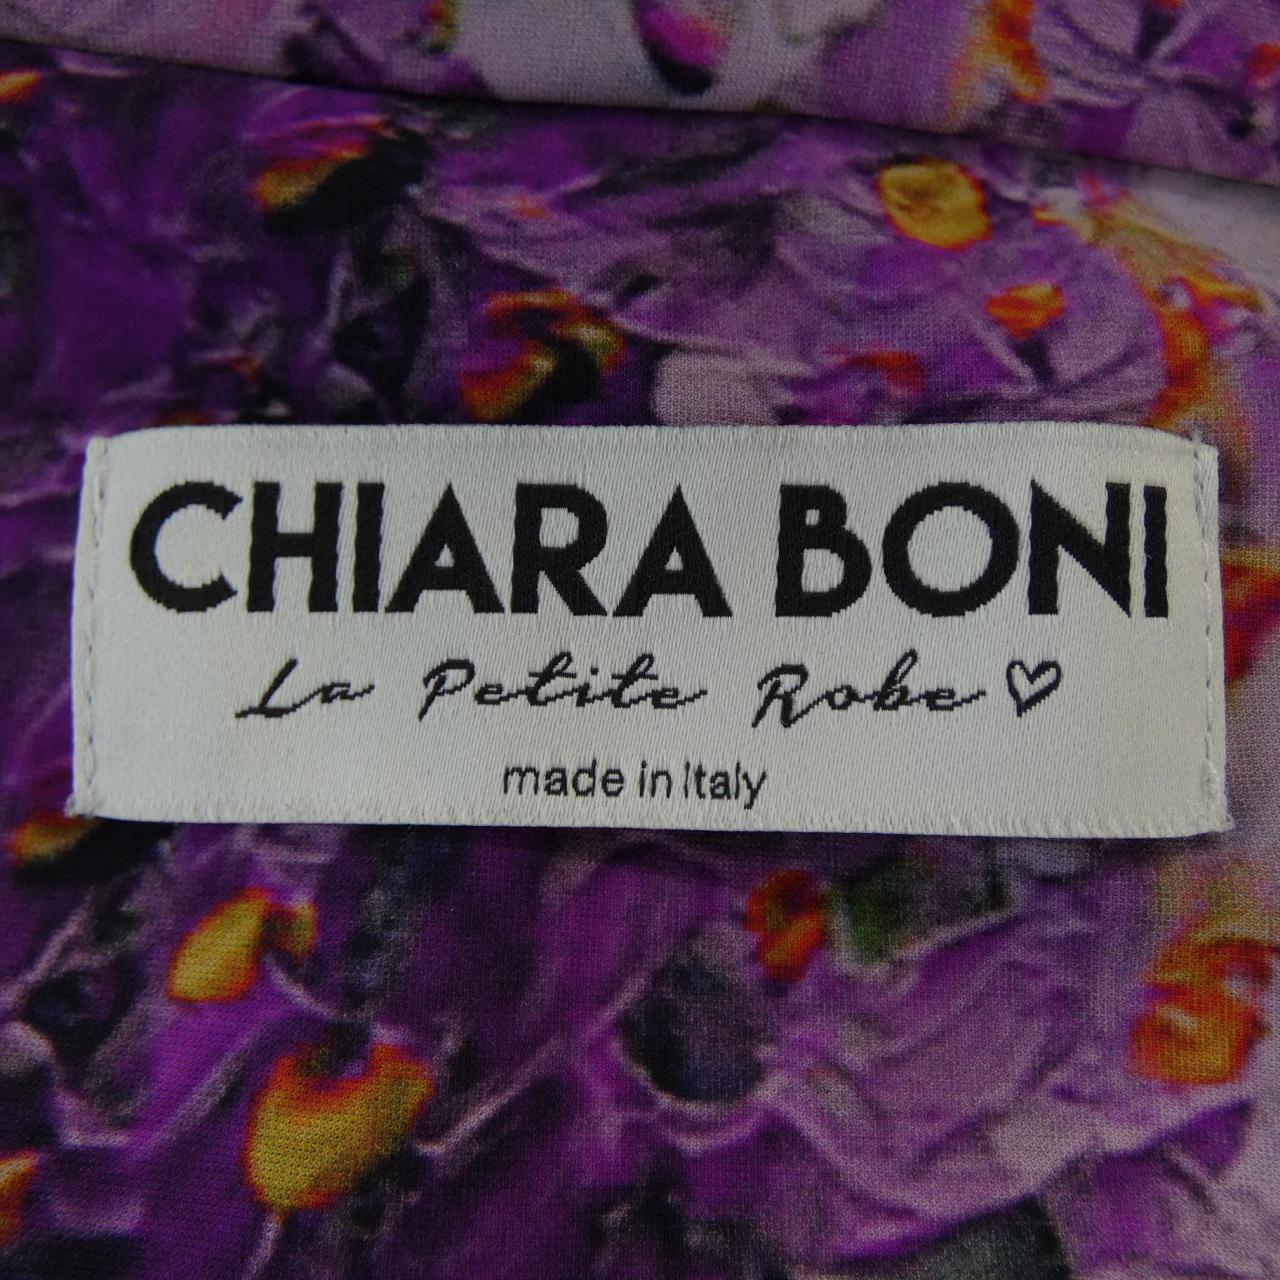 CHIARA BONI
La Petite Robe ♡
made in Italy